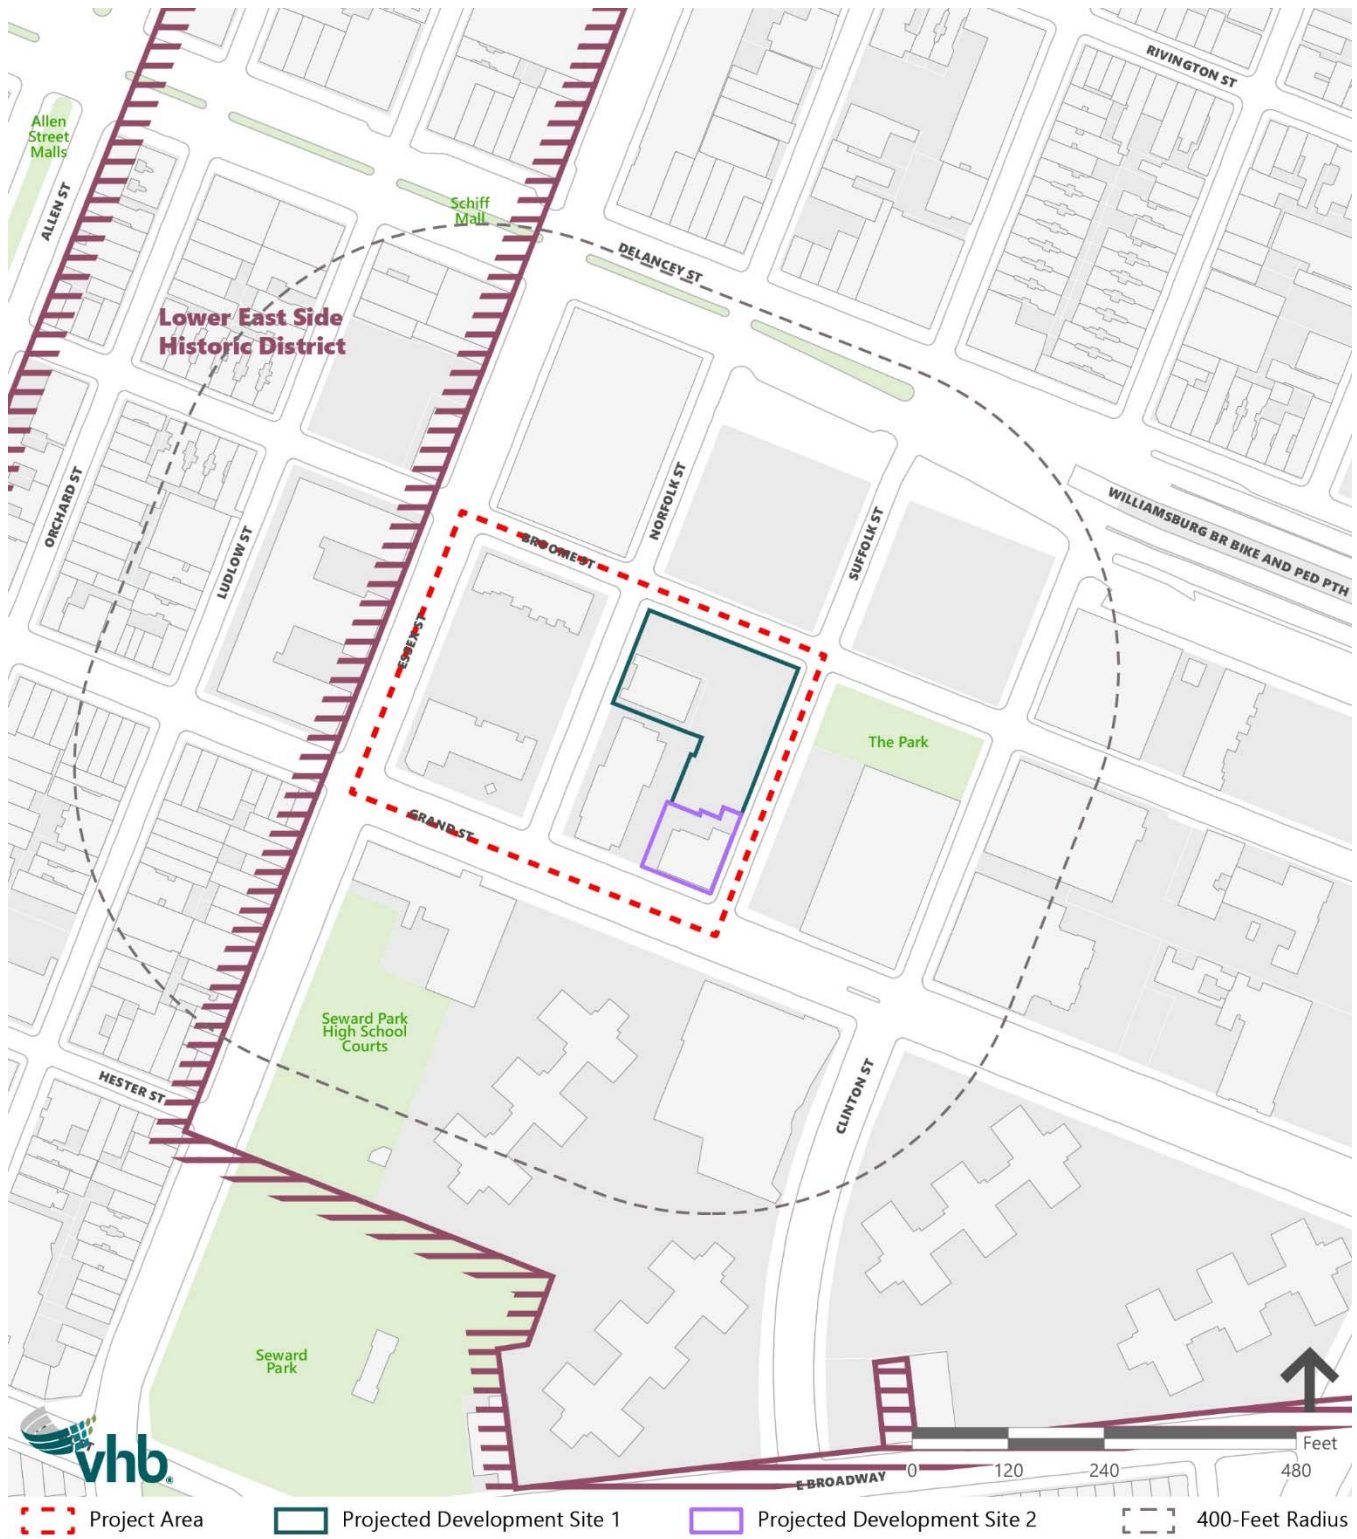 RIVINGTON ST
Allen
Street
Malls
ALLEN ST
Schiff
Mall
DELANCEY ST
Lower East Side
Historic District
ORCHARD ST
LUDLOW ST
NORFOLK ST
SUFFOLK ST
WILLIAMSBURG BR BIKE AND PED PTH
BROOME ST
ESSEX ST
The Park
GRAND ST
Seward Park
High School
Courts
HESTER ST
CLINTON ST
Seward
Park
vhb
Feet
0 120 240 480
E BROADWAY
Project Area Projected Development Site 1 Projected Development Site 2 400-Feet Radius